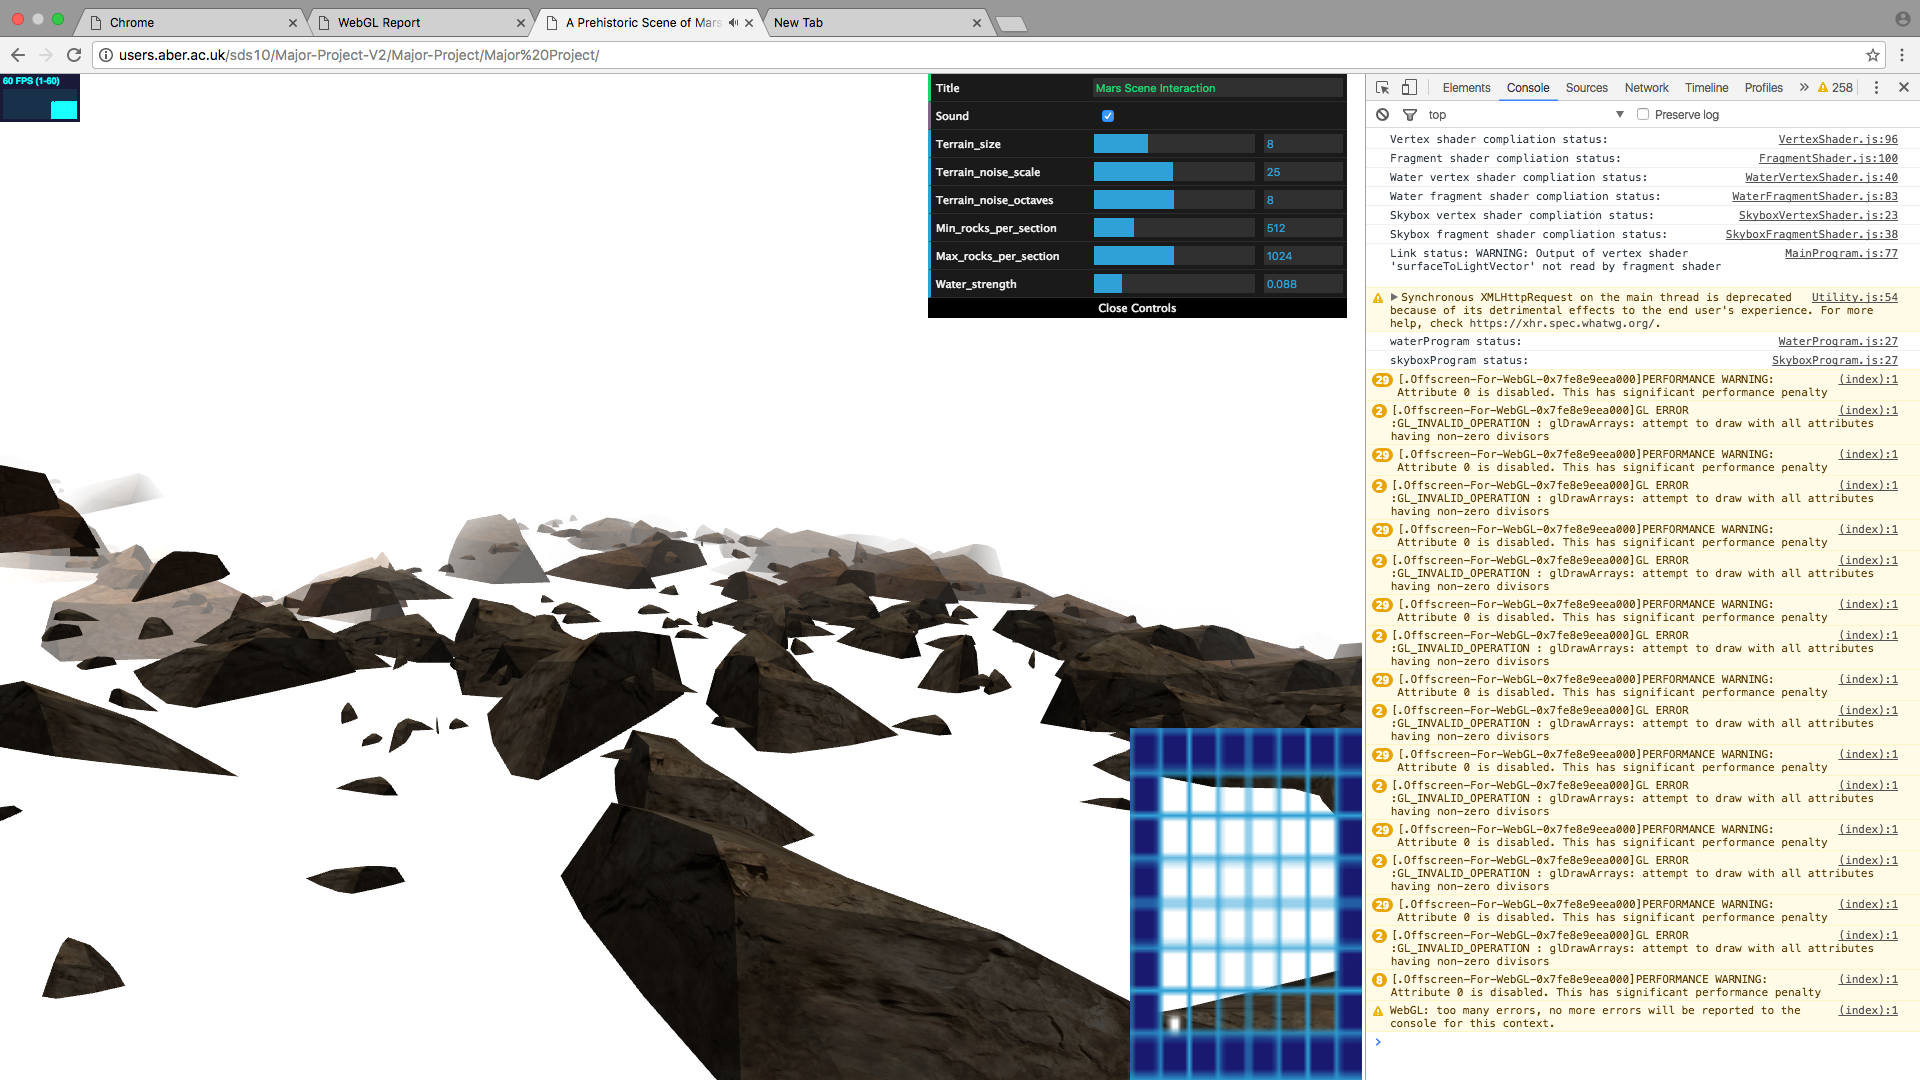 Chrome
WebGL Report
A Prehistoric Scene of Mars
New Tab
users.aber.ac.uk/sds10/Major-Project-V2/Major-Project/Major%20Project/
60 FPS (1-60)
Title Mars Scene Interaction
Sound
Terrain_size 8
Terrain_noise_scale 25
Terrain_noise_octaves 8
Min_rocks_per_section 512
Max_rocks_per_section 1024
Water_strength 0.088
Close Controls
Elements Console Sources Network Timeline Profiles » 258
top Preserve log
Vertex shader compliation status: VertexShader.js:96
Fragment shader compliation status: FragmentShader.js:100
Water vertex shader compliation status: WaterVertexShader.js:40
Water fragment shader compliation status: WaterFragmentShader.js:83
Skybox vertex shader compliation status: SkyboxVertexShader.js:23
Skybox fragment shader compliation status: SkyboxFragmentShader.js:38
Link status: WARNING: Output of vertex shader MainProgram.js:77
'surfaceToLightVector' not read by fragment shader
Synchronous XMLHttpRequest on the main thread is deprecated Utility.js:54
because of its detrimental effects to the end user's experience. For more
help, check https://xhr.spec.whatwg.org/.
waterProgram status: WaterProgram.js:27
skyboxProgram status: SkyboxProgram.js:27
29 [.Offscreen-For-WebGL-0x7fe8e9eea000]PERFORMANCE WARNING: (index):1
Attribute 0 is disabled. This has significant performance penalty
2 [.Offscreen-For-WebGL-0x7fe8e9eea000]GL ERROR (index):1
:GL_INVALID_OPERATION : glDrawArrays: attempt to draw with all attributes
having non-zero divisors
29 [.Offscreen-For-WebGL-0x7fe8e9eea000]PERFORMANCE WARNING: (index):1
Attribute 0 is disabled. This has significant performance penalty
2 [.Offscreen-For-WebGL-0x7fe8e9eea000]GL ERROR (index):1
:GL_INVALID_OPERATION : glDrawArrays: attempt to draw with all attributes
having non-zero divisors
29 [.Offscreen-For-WebGL-0x7fe8e9eea000]PERFORMANCE WARNING: (index):1
Attribute 0 is disabled. This has significant performance penalty
2 [.Offscreen-For-WebGL-0x7fe8e9eea000]GL ERROR (index):1
:GL_INVALID_OPERATION : glDrawArrays: attempt to draw with all attributes
having non-zero divisors
29 [.Offscreen-For-WebGL-0x7fe8e9eea000]PERFORMANCE WARNING: (index):1
Attribute 0 is disabled. This has significant performance penalty
2 [.Offscreen-For-WebGL-0x7fe8e9eea000]GL ERROR (index):1
:GL_INVALID_OPERATION : glDrawArrays: attempt to draw with all attributes
having non-zero divisors
29 [.Offscreen-For-WebGL-0x7fe8e9eea000]PERFORMANCE WARNING: (index):1
Attribute 0 is disabled. This has significant performance penalty
2 [.Offscreen-For-WebGL-0x7fe8e9eea000]GL ERROR (index):1
:GL_INVALID_OPERATION : glDrawArrays: attempt to draw with all attributes
having non-zero divisors
29 [.Offscreen-For-WebGL-0x7fe8e9eea000]PERFORMANCE WARNING: (index):1
Attribute 0 is disabled. This has significant performance penalty
2 [.Offscreen-For-WebGL-0x7fe8e9eea000]GL ERROR (index):1
:GL_INVALID_OPERATION : glDrawArrays: attempt to draw with all attributes
having non-zero divisors
29 [.Offscreen-For-WebGL-0x7fe8e9eea000]PERFORMANCE WARNING: (index):1
Attribute 0 is disabled. This has significant performance penalty
2 [.Offscreen-For-WebGL-0x7fe8e9eea000]GL ERROR (index):1
:GL_INVALID_OPERATION : glDrawArrays: attempt to draw with all attributes
having non-zero divisors
29 [.Offscreen-For-WebGL-0x7fe8e9eea000]PERFORMANCE WARNING: (index):1
Attribute 0 is disabled. This has significant performance penalty
2 [.Offscreen-For-WebGL-0x7fe8e9eea000]GL ERROR (index):1
:GL_INVALID_OPERATION : glDrawArrays: attempt to draw with all attributes
having non-zero divisors
8 [.Offscreen-For-WebGL-0x7fe8e9eea000]PERFORMANCE WARNING: (index):1
Attribute 0 is disabled. This has significant performance penalty
WebGL: too many errors, no more errors will be reported to the (index):1
console for this context.